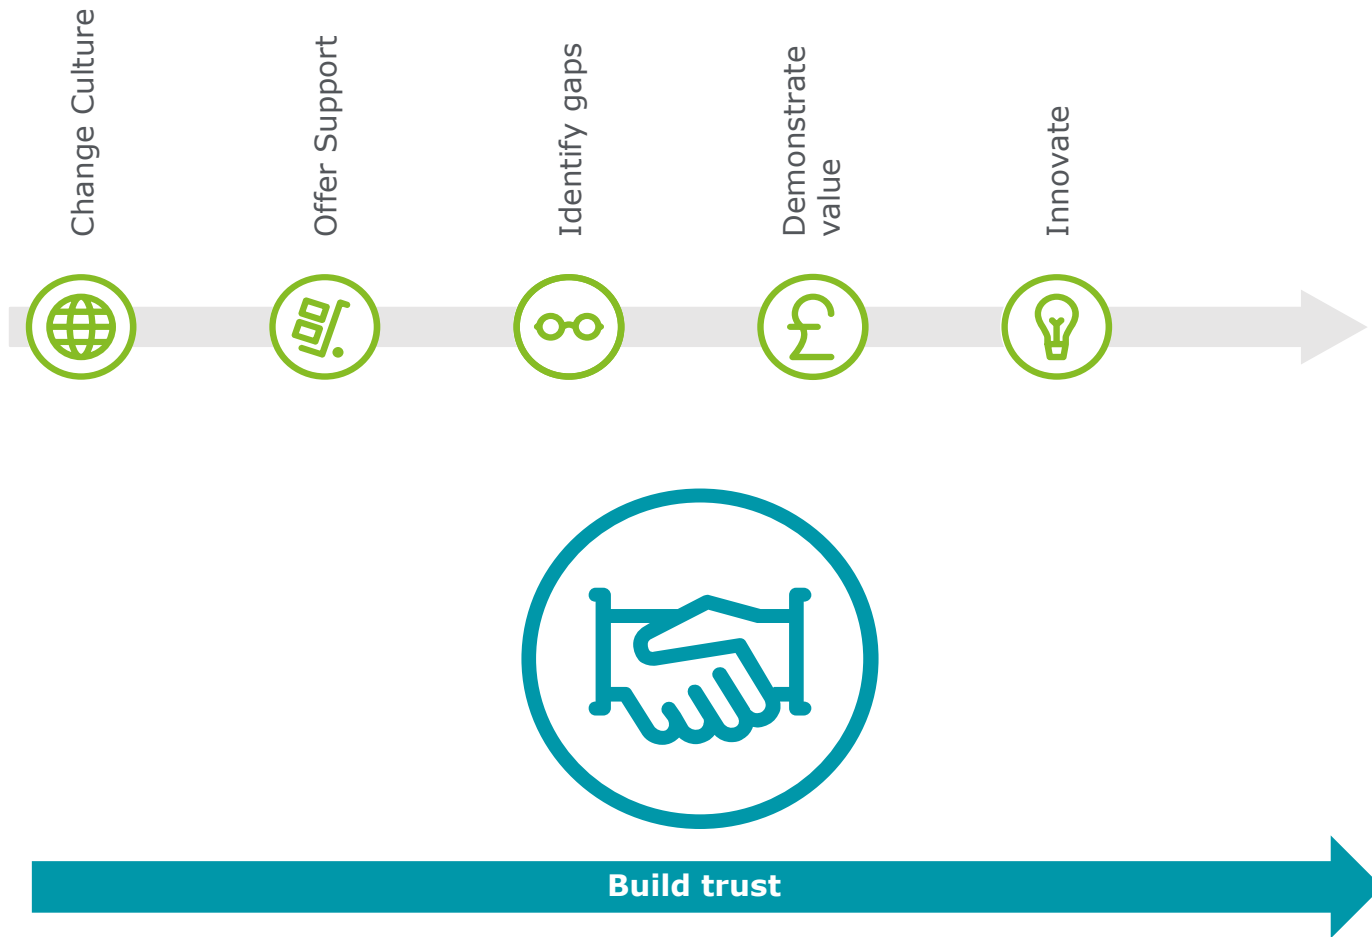 Change Culture
Offer Support
Identify gaps
Demonstrate
value
Innovate
£
Build trust